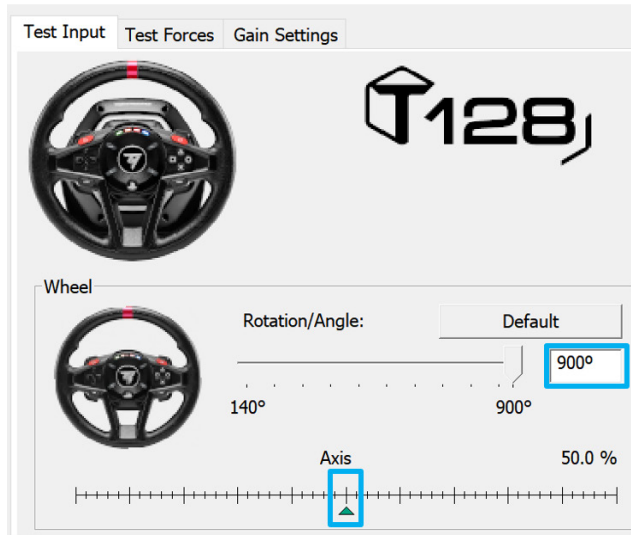 Test Input Test Forces Gain Settings
T128
Wheel
Rotation/Angle: Default
900º
140º 900º
Axis 50.0 %